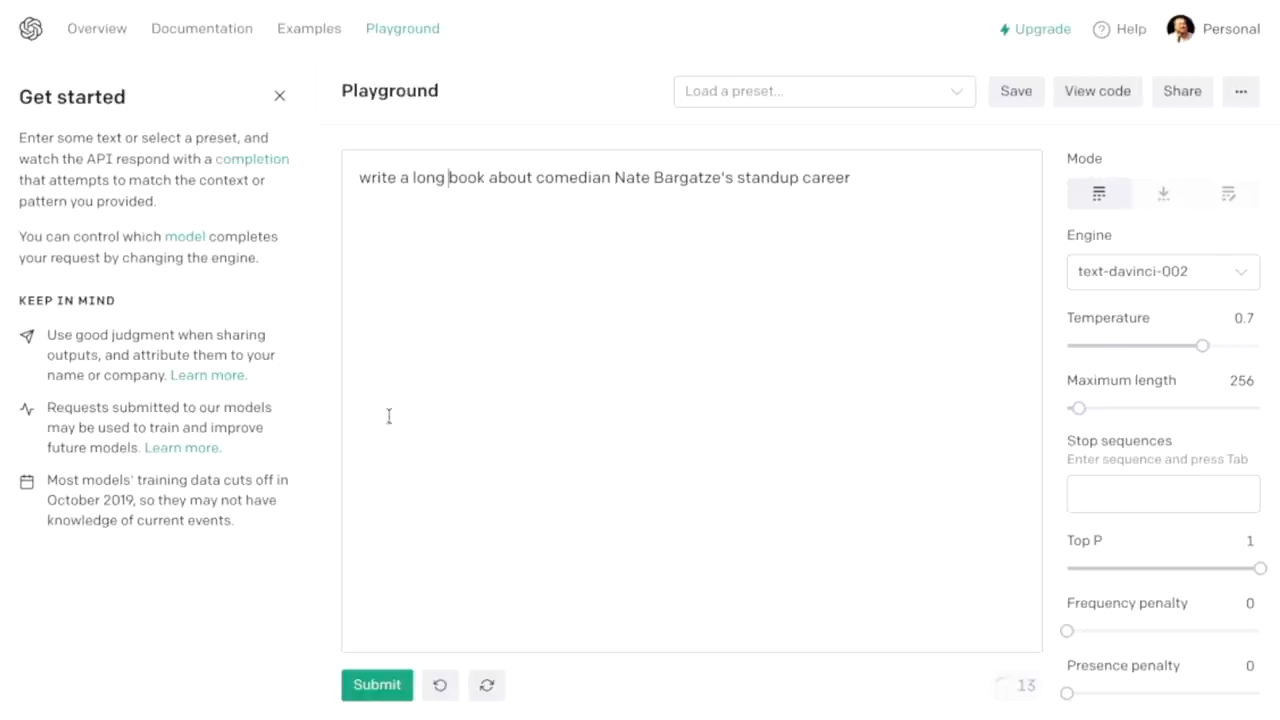 Overview Documentation Examples Playground Upgrade Help Personal
Get started
Enter some text or select a preset, and
watch the API respond with a completion
that attempts to match the context or
pattern you provided.
You can control which model completes
your request by changing the engine.
KEEP IN MIND
Use good judgment when sharing
outputs, and attribute them to your
name or company. Learn more.
Requests submitted to our models
may be used to train and improve
future models. Learn more.
Most models' training data cuts off in
October 2019, so they may not have
knowledge of current events.
Playground Load a preset... Save View code Share ...
write a long book about comedian Nate Bargatze's standup career
Submit 13
Mode
Engine
text-davinci-002
Temperature 0.7
Maximum length 256
Stop sequences
Enter sequence and press Tab
Top P 1
Frequency penalty 0
Presence penalty 0